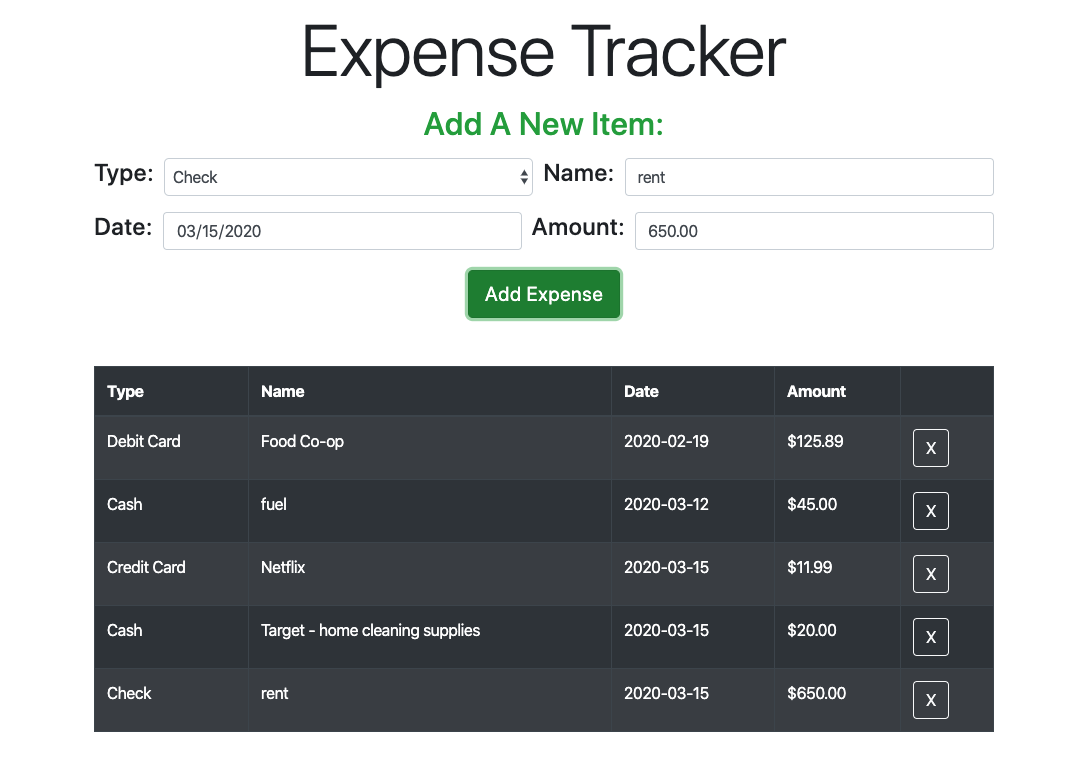 Expense Tracker
Add A New Item:
Type: Check Name: rent
Date: 03/15/2020 Amount: 650.00
Add Expense
Type Name Date Amount
Debit Card Food Co-op 2020-02-19 $125.89 X
Cash fuel 2020-03-12 $45.00 X
Credit Card Netflix 2020-03-15 $11.99 X
Cash Target - home cleaning supplies 2020-03-15 $20.00 X
Check rent 2020-03-15 $650.00 X